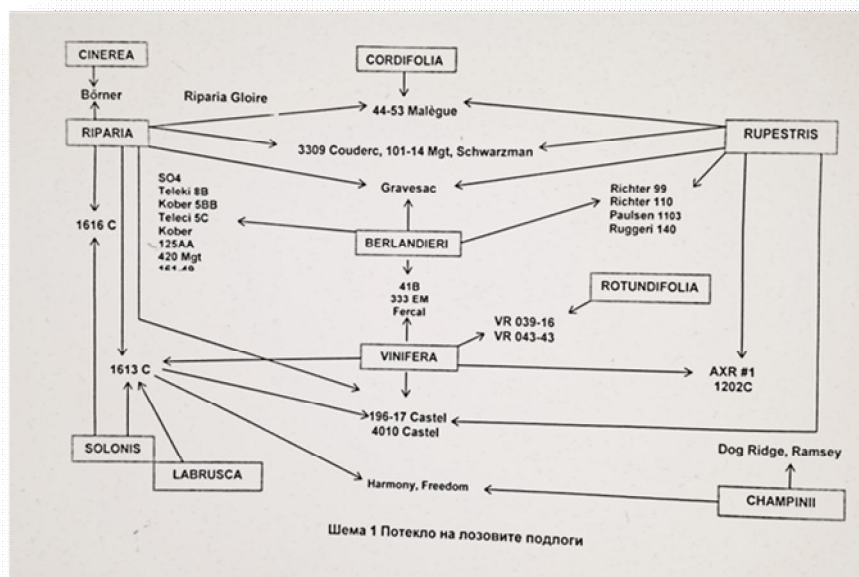 CINEREA
CORDIFOLIA
Börner
Riparia Gloire
44-53 Malègue
RIPARIA
RUPESTRIS
3309 Couderc, 101-14 Mgt, Schwarzman
SO4
Teleki 8B
Kober 5BB
Teleci 5C
Kober
125AA
420 Mgt
161-49
Gravesac
Richter 99
Richter 110
Paulsen 1103
Ruggeri 140
1616 C
BERLANDIERI
41B
333 EM
Fercal
ROTUNDIFOLIA
VR 039-16
VR 043-43
VINIFERA
1613 C
AXR #1
1202C
196-17 Castel
4010 Castel
SOLONIS
LABRUSCA
Dog Ridge, Ramsey
Harmony, Freedom
CHAMPINII
Шема 1 Потекло на лозовите подлоги